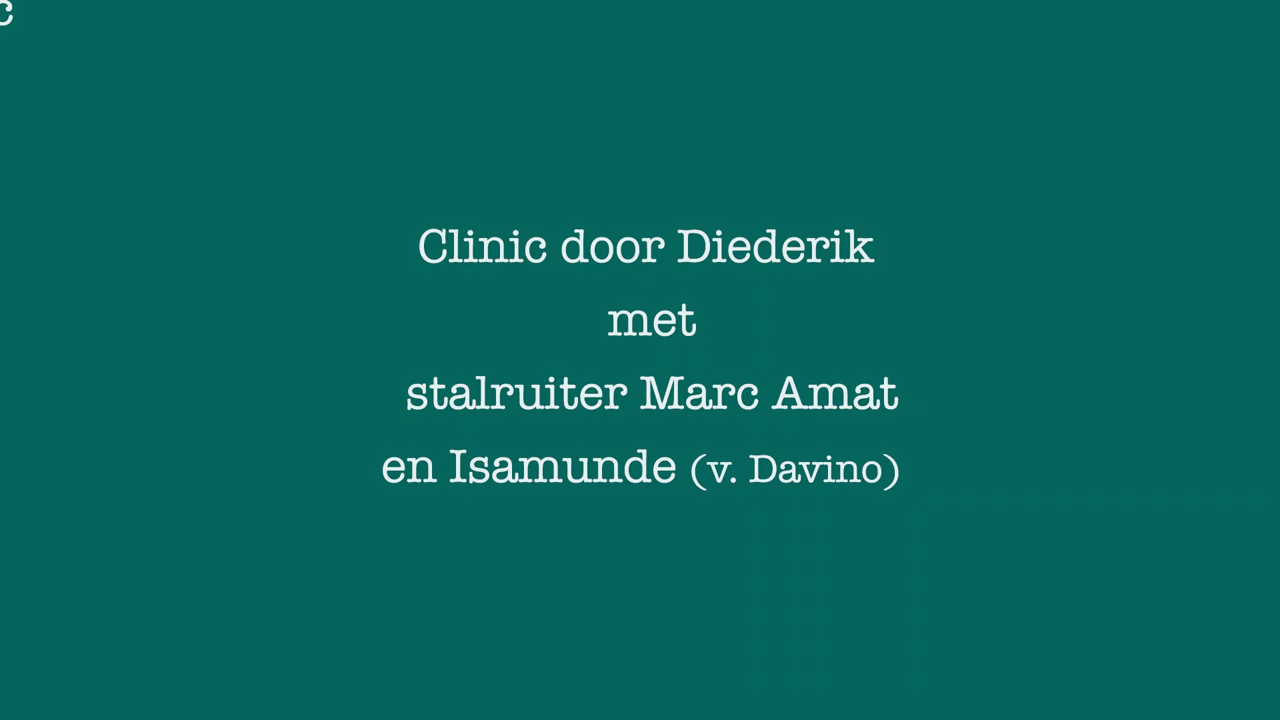 c
Clinic door Diederik
met
stalruiter Marc Amat
en Isamunde (v. Davino)